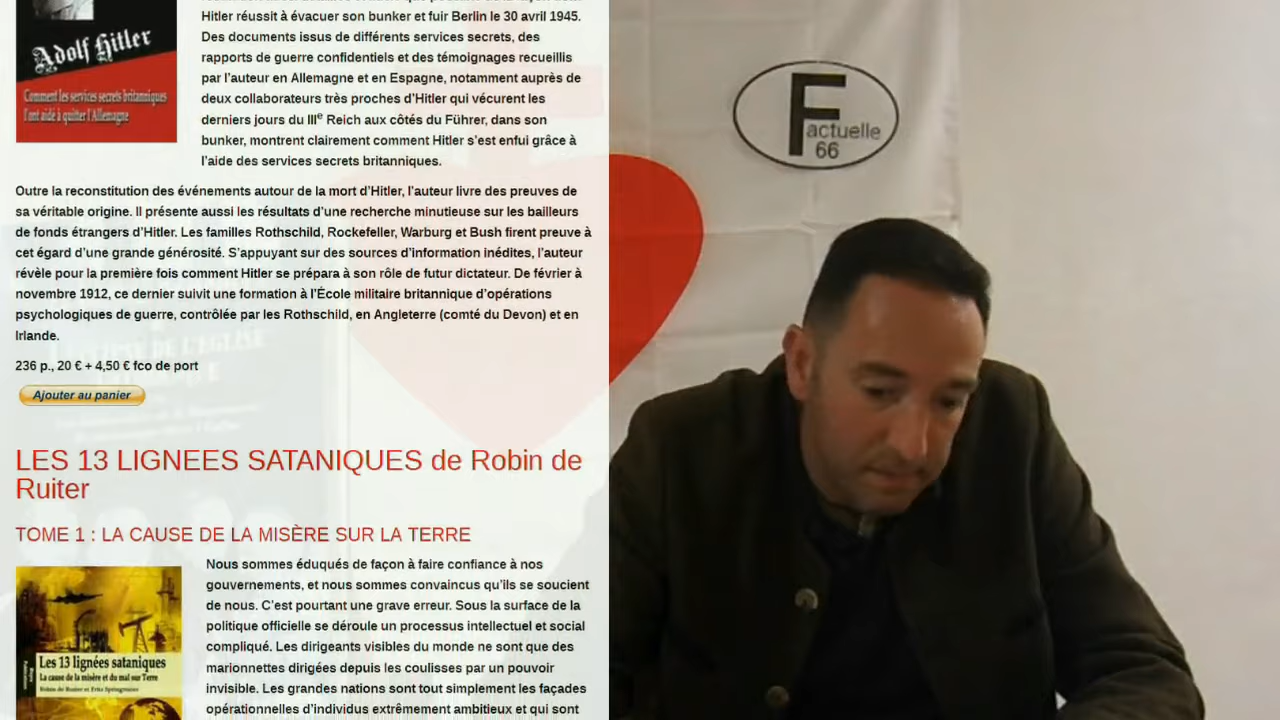 Hitler réussit à évacuer son bunker et fuir Berlin le 30 avril 1945.
Des documents issus de différents services secrets, des
rapports de guerre confidentiels et des témoignages recueillis
par l'auteur en Allemagne et en Espagne, notamment auprès de
deux collaborateurs très proches d'Hitler qui vécurent les
derniers jours du IIIe Reich aux côtés du Führer, dans son
bunker, montrent clairement comment Hitler s'est enfui grâce à
l'aide des services secrets britanniques.
Adolf Hitler
Comment les services secrets britanniques
l'ont aidé à quitter l'Allemagne
Outre la reconstitution des événements autour de la mort d'Hitler, l'auteur livre des preuves de
sa véritable origine. Il présente aussi les résultats d'une recherche minutieuse sur les bailleurs
de fonds étrangers d'Hitler. Les familles Rothschild, Rockefeller, Warburg et Bush firent preuve à
cet égard d'une grande générosité. S'appuyant sur des sources d'information inédites, l'auteur
révèle pour la première fois comment Hitler se prépara à son rôle de futur dictateur. De février à
novembre 1912, ce dernier suivit une formation à l'École militaire britannique d'opérations
psychologiques de guerre, contrôlée par les Rothschild, en Angleterre (comté du Devon) et en
Irlande.
236 p., 20 € + 4,50 € fco de port
Ajouter au panier
LES 13 LIGNEES SATANIQUES de Robin de
Ruiter
TOME 1 : LA CAUSE DE LA MISÈRE SUR LA TERRE
Nous sommes éduqués de façon à faire confiance à nos
gouvernements, et nous sommes convaincus qu'ils se soucient
de nous. C'est pourtant une grave erreur. Sous la surface de la
politique officielle se déroule un processus intellectuel et social
compliqué. Les dirigeants visibles du monde ne sont que des
marionnettes dirigées depuis les coulisses par un pouvoir
invisible. Les grandes nations sont tout simplement les façades
opérationnelles d'individus extrêmement ambitieux et qui sont
Les 13 lignées sataniques
La cause de la misère et du mal sur Terre
Robin de Ruiter et Fritz Springmeier
F
actuelle
66